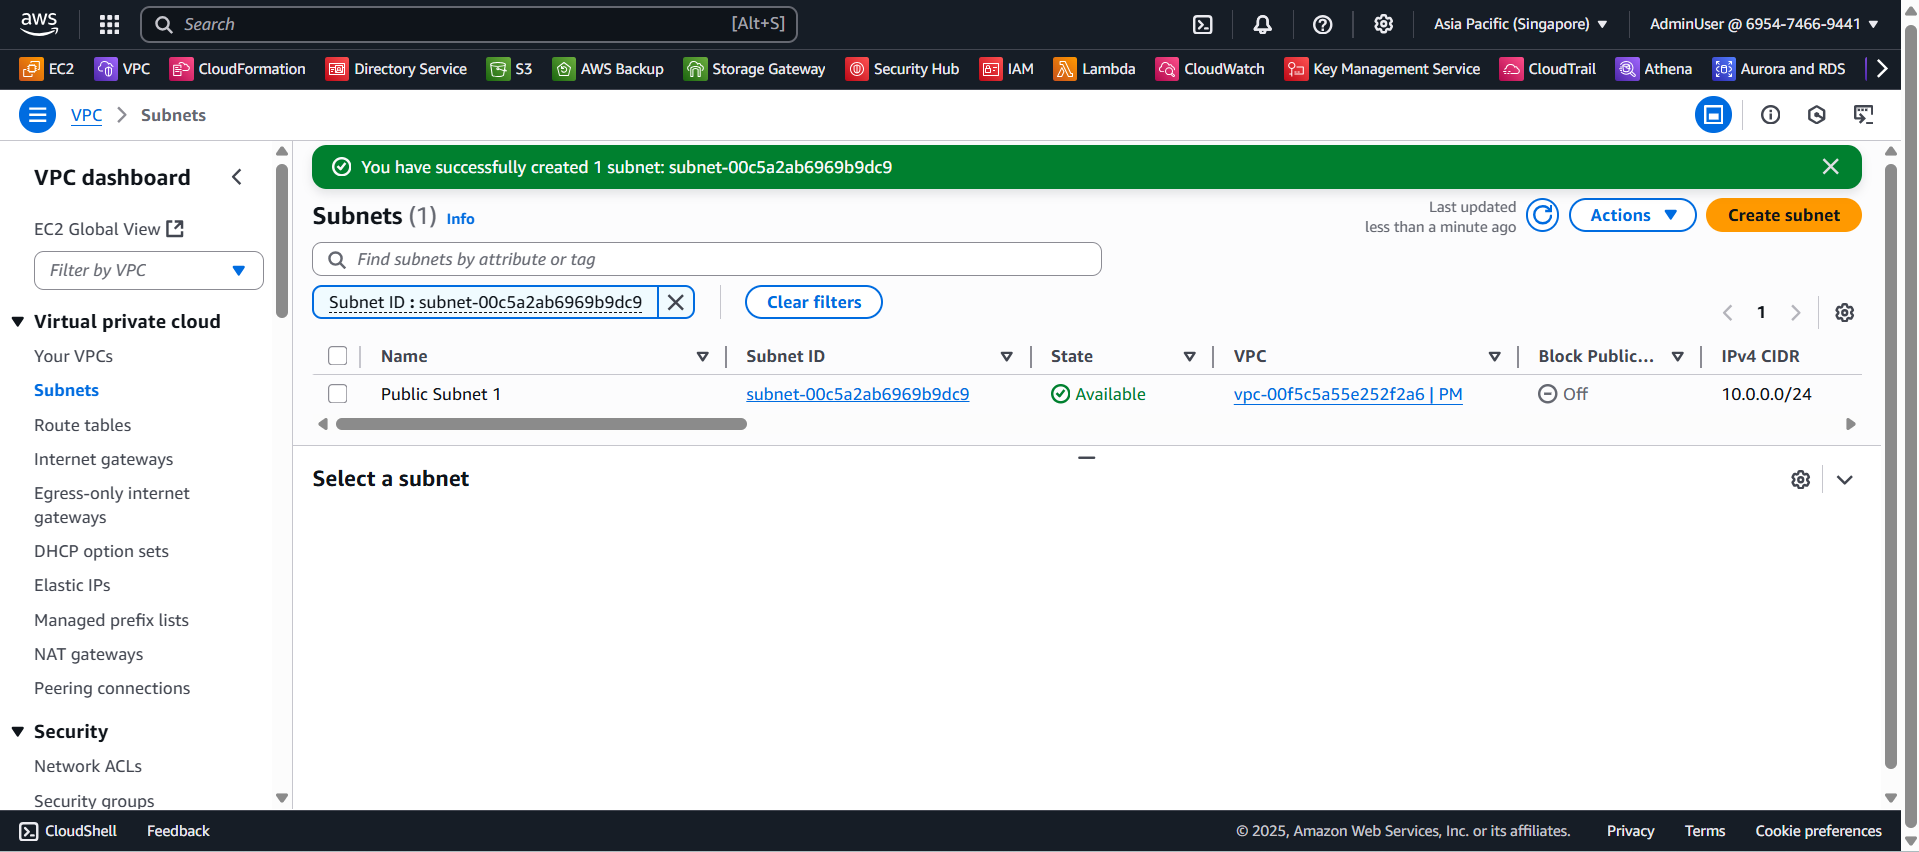 aws
Search [Alt+S]
Asia Pacific (Singapore)
AdminUser @ 6954-7466-9441
EC2 VPC CloudFormation Directory Service S3 AWS Backup Storage Gateway Security Hub IAM Lambda CloudWatch Key Management Service CloudTrail Athena Aurora and RDS
VPC Subnets
VPC dashboard
EC2 Global View
Filter by VPC
Virtual private cloud
Your VPCs
Subnets
Route tables
Internet gateways
Egress-only internet
gateways
DHCP option sets
Elastic IPs
Managed prefix lists
NAT gateways
Peering connections
Security
Network ACLs
Security groups
You have successfully created 1 subnet: subnet-00c5a2ab6969b9dc9
Subnets (1) Info
Last updated
less than a minute ago
Actions
Create subnet
Find subnets by attribute or tag
Subnet ID : subnet-00c5a2ab6969b9dc9
Clear filters
1
Name Subnet ID State VPC Block Public... IPv4 CIDR
Public Subnet 1 subnet-00c5a2ab6969b9dc9 Available vpc-00f5c5a55e252f2a6 | PM Off 10.0.0.0/24
Select a subnet
CloudShell Feedback
© 2025, Amazon Web Services, Inc. or its affiliates. Privacy Terms Cookie preferences